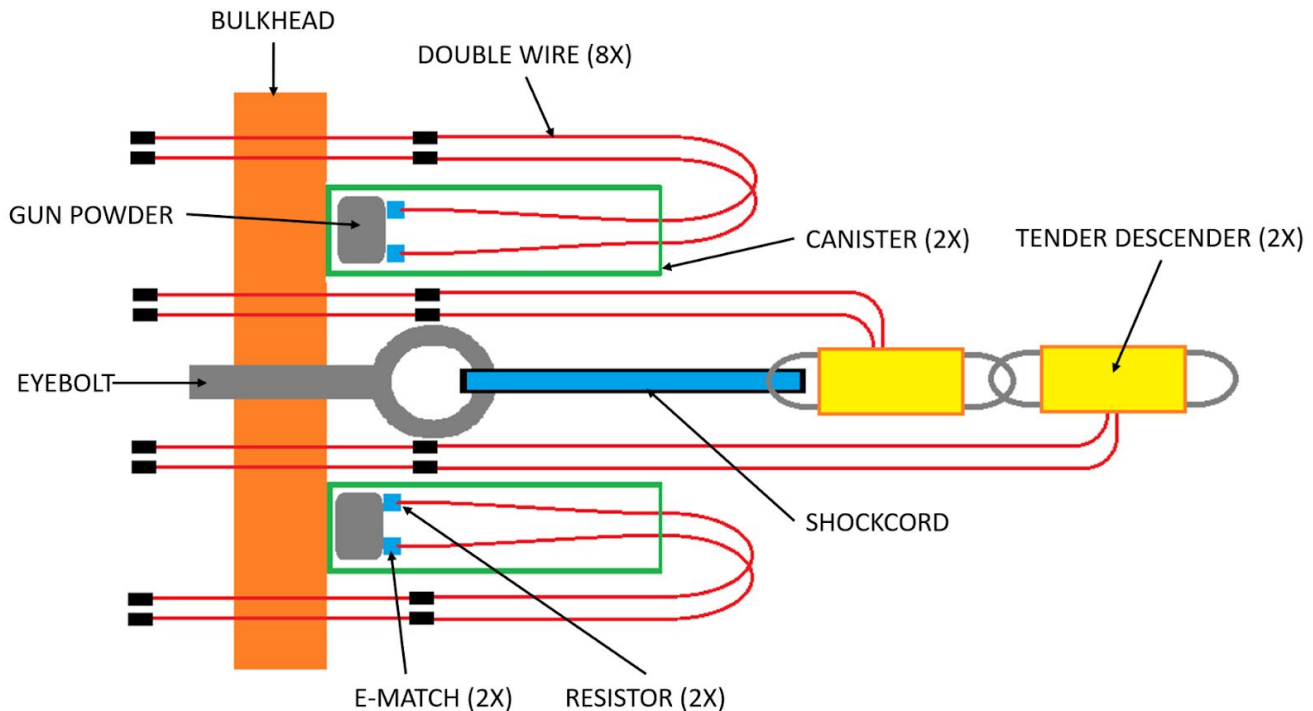 BULKHEAD
DOUBLE WIRE (8X)
GUN POWDER
CANISTER (2X)
TENDER DESCENDER (2X)
EYEBOLT
SHOCKCORD
E-MATCH (2X)
RESISTOR (2X)